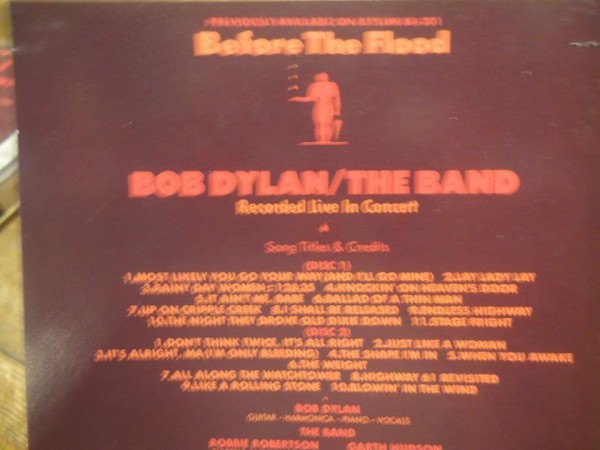 PREVIOUSLY AVAILABLE ON ASYLUM AB-201
Before The Flood
BOB DYLAN/THE BAND
Recorded Live In Concert
Song Titles & Credits
(DISC 1)
1.MOST LIKELY YOU GO YOUR WAY (AND I'LL GO MINE) 2.LAY LADY LAY
3.RAINY DAY WOMEN #12&35 4.KNOCKIN' ON HEAVEN'S DOOR
5.IT AIN'T ME, BABE 6.BALLAD OF A THIN MAN
7.UP ON CRIPPLE CREEK 8.I SHALL BE RELEASED 9.ENDLESS HIGHWAY
10.THE NIGHT THEY DROVE OLD DIXIE DOWN 11.STAGE FRIGHT
(DISC 2)
1.DON'T THINK TWICE, IT'S ALL RIGHT 2.JUST LIKE A WOMAN
3.IT'S ALRIGHT, MA (I'M ONLY BLEEDING) 4.THE SHAPE I'M IN 5.WHEN YOU AWAKE
6.THE WEIGHT
7.ALL ALONG THE WATCHTOWER 8.HIGHWAY 61 REVISITED
9.LIKE A ROLLING STONE 10.BLOWIN' IN THE WIND
BOB DYLAN
GUITAR - HARMONICA - PIANO - VOCALS
THE BAND
ROBBIE ROBERTSON GARTH HUDSON